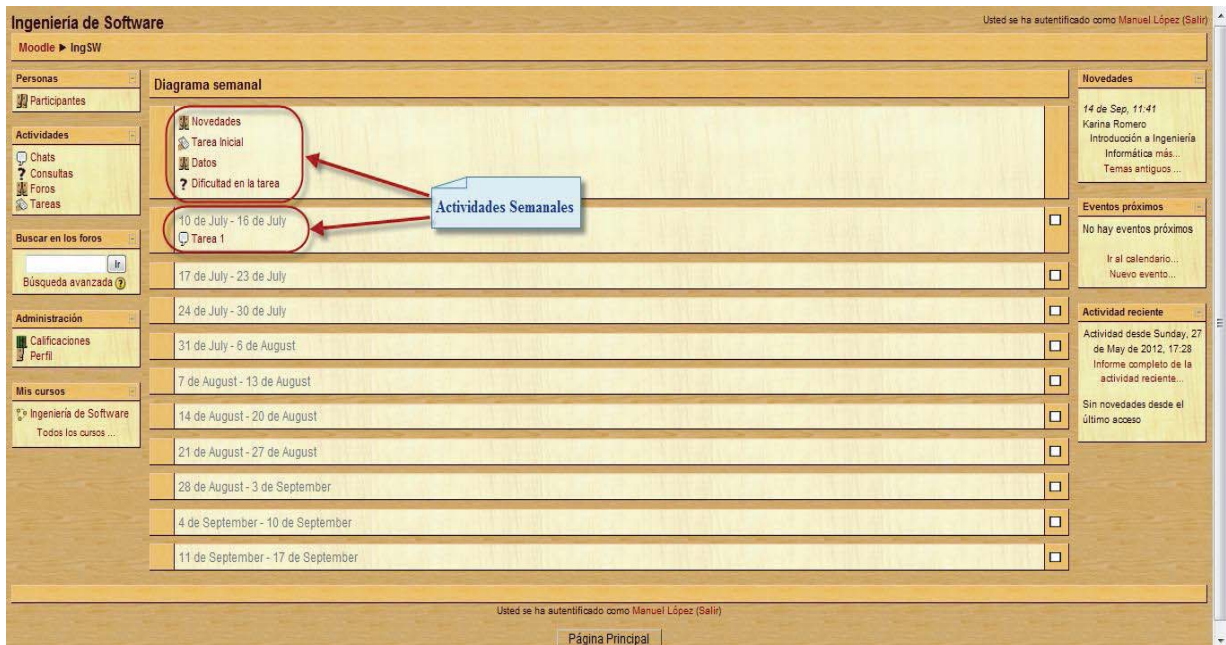 Ingeniería de Software
Usted se ha autentificado como Manuel López (Salir)
Moodle ► IngSW
Personas
Participantes
Actividades
Chats
? Consultas
Foros
Tareas
Buscar en los foros
Ir
Búsqueda avanzada ?
Administración
Calificaciones
Perfil
Mis cursos
Ingeniería de Software
Todos los cursos ...
Diagrama semanal
Novedades
Tarea Inicial
Datos
? Dificultad en la tarea
Actividades Semanales
10 de July - 16 de July
Tarea 1
17 de July - 23 de July
24 de July - 30 de July
31 de July - 6 de August
7 de August - 13 de August
14 de August - 20 de August
21 de August - 27 de August
28 de August - 3 de September
4 de September - 10 de September
11 de September - 17 de September
Novedades
14 de Sep, 11:41
Karina Romero
Introducción a Ingeniería
Informática más...
Temas antiguos ...
Eventos próximos
No hay eventos próximos
Ir al calendario...
Nuevo evento...
Actividad reciente
Actividad desde Sunday, 27
de May de 2012, 17:28
Informe completo de la
actividad reciente...
Sin novedades desde el
último acceso
Usted se ha autentificado como Manuel López (Salir)
Página Principal